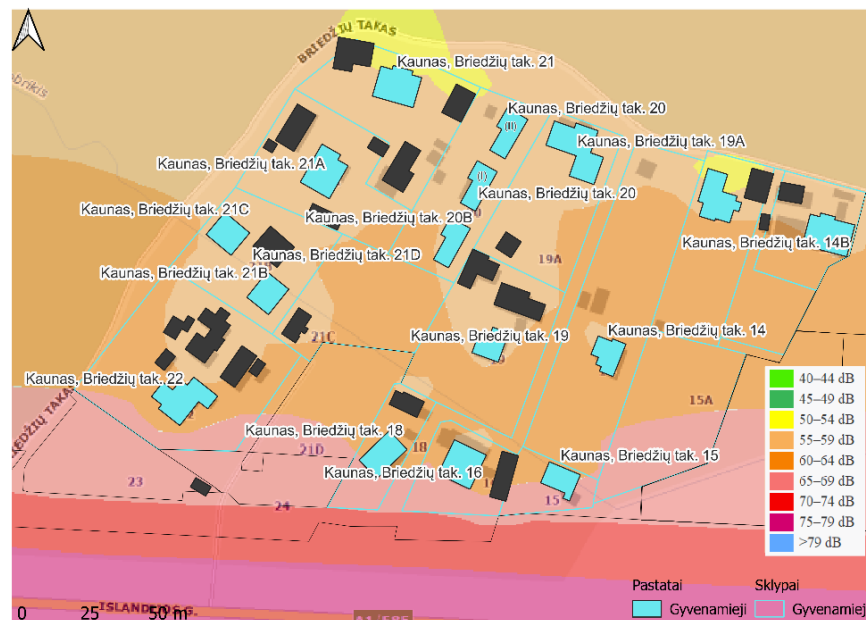 BRIEDŽIŲ TAKAS
Kaunas, Briedžių tak. 21
Kaunas, Briedžių tak. 20
(II)
Kaunas, Briedžių tak. 19A
Kaunas, Briedžių tak. 21A
(I)
Kaunas, Briedžių tak. 20
Kaunas, Briedžių tak. 21C
Kaunas, Briedžių tak. 20B
Kaunas, Briedžių tak. 14B
Kaunas, Briedžių tak. 21D
19A
Kaunas, Briedžių tak. 21B
21C
Kaunas, Briedžių tak. 19
Kaunas, Briedžių tak. 14
Kaunas, Briedžių tak. 22
15A
Kaunas, Briedžių tak. 18
18
21D
Kaunas, Briedžių tak. 16
Kaunas, Briedžių tak. 15
23
24
15
40–44 dB
45–49 dB
50–54 dB
55–59 dB
60–64 dB
65–69 dB
70–74 dB
75–79 dB
>79 dB
Pastatai
Gyvenamieji
Sklypai
Gyvenamieji
ISLANDIJOS G.
0 25 50 m